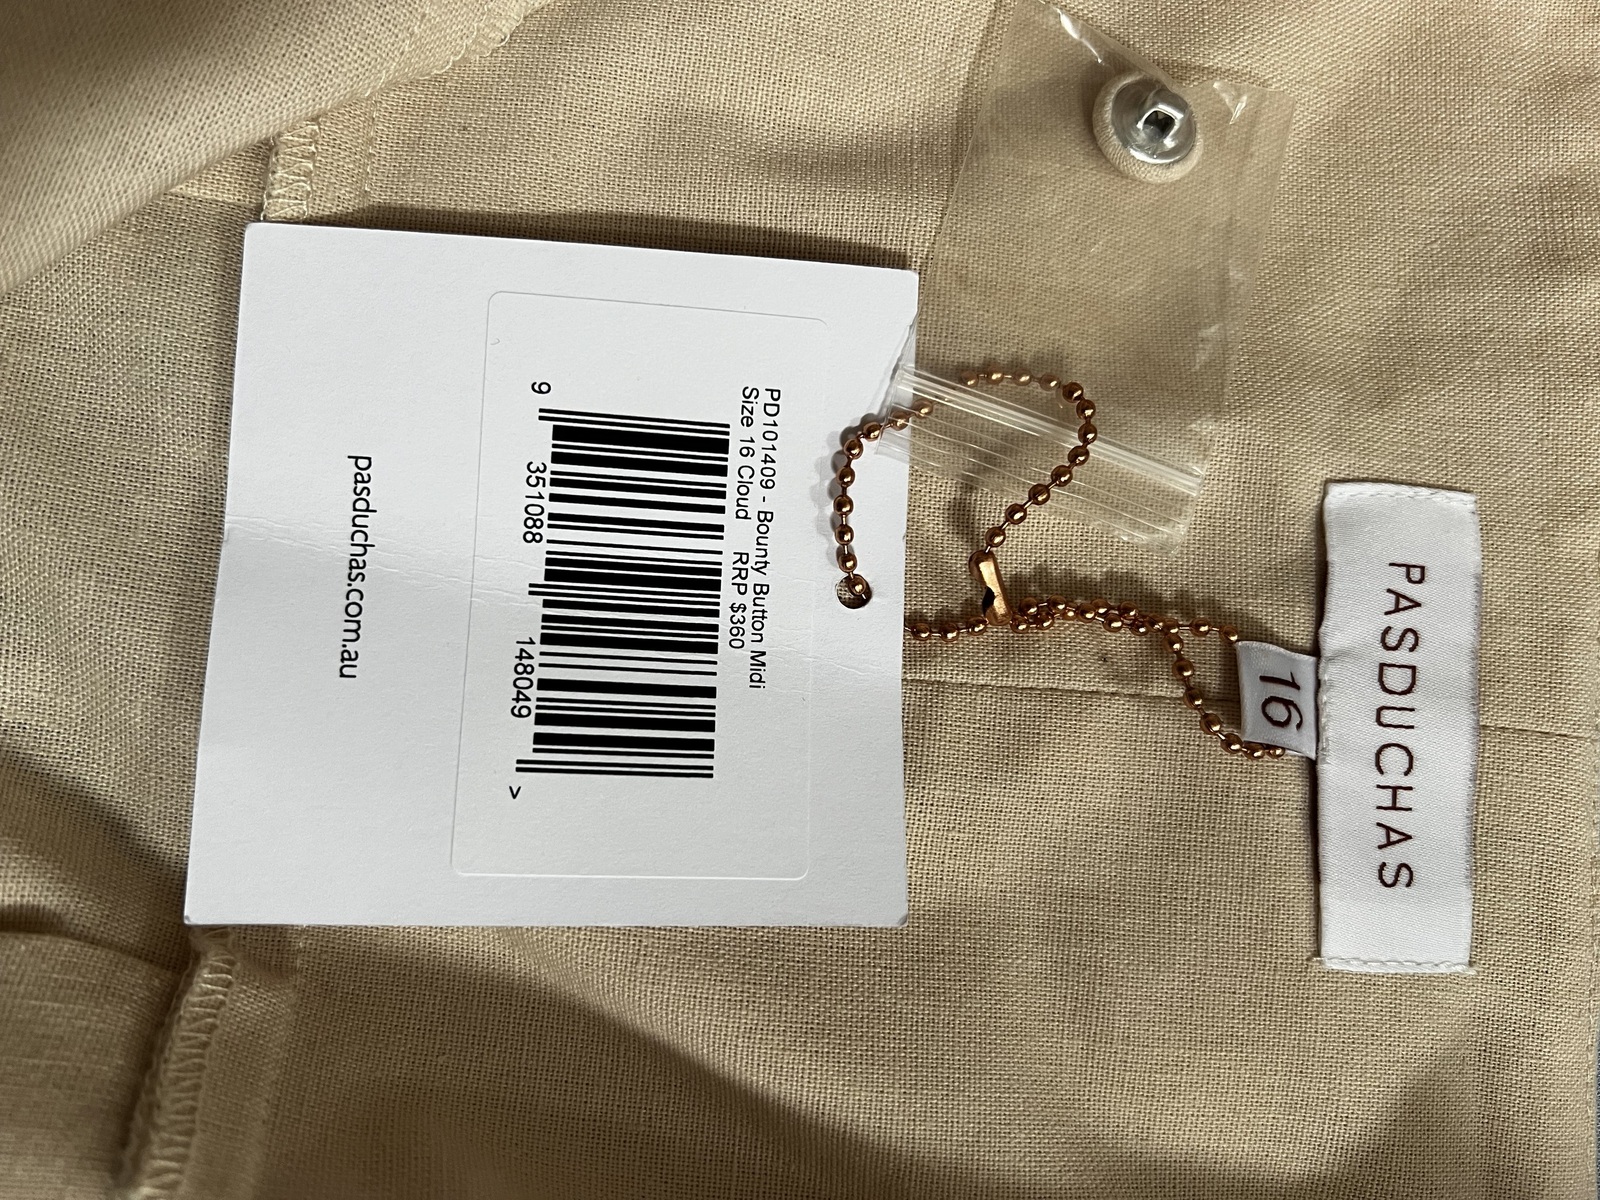 PASDUCHAS
16
PD101409 - Bounty Button Midi
Size 16 Cloud RRP $360
9 351088 148049 >
pasduchas.com.au